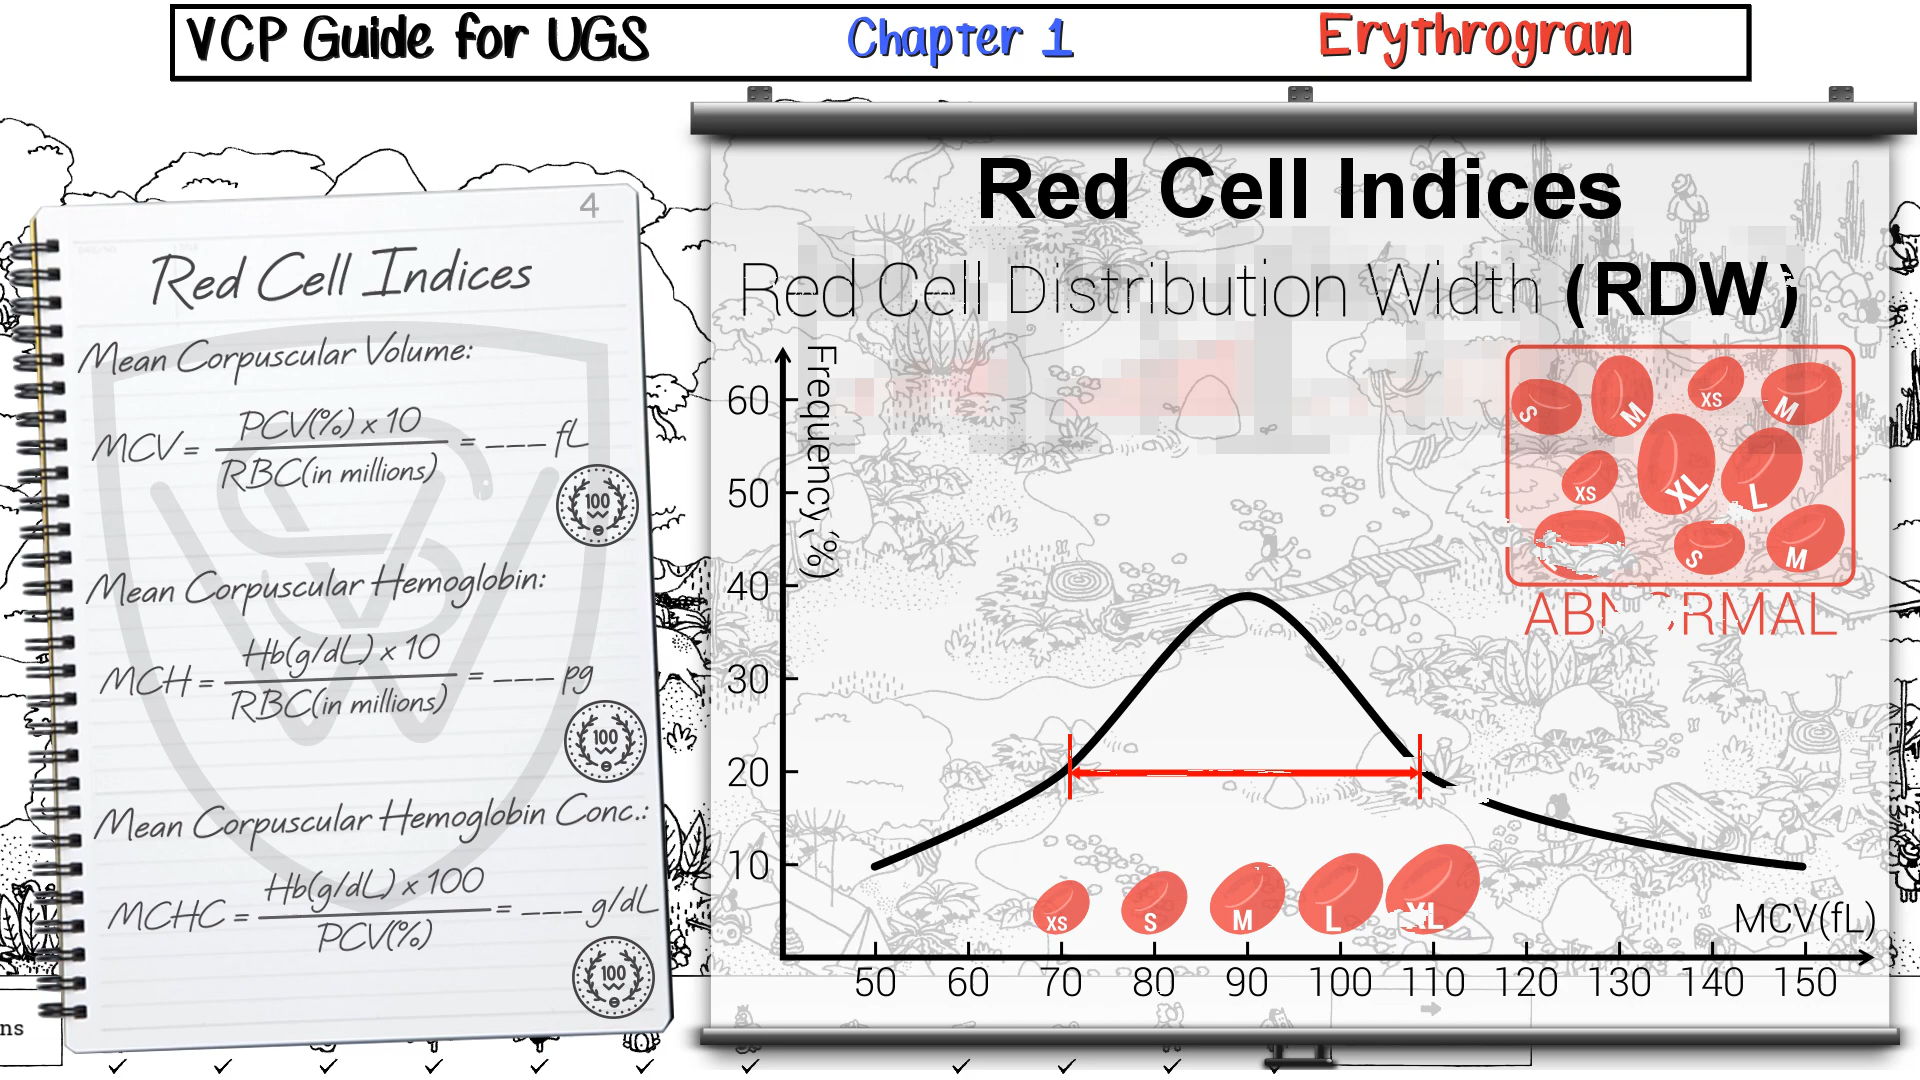 VCP Guide for UGS Chapter 1 Erythrogram
4
Red Cell Indices
Mean Corpuscular Volume:
MCV = PCV(%) x 10 / RBC(in millions) = ___ fL
100
Mean Corpuscular Hemoglobin:
MCH = Hb(g/dL) x 10 / RBC(in millions) = ___ pg
100
Mean Corpuscular Hemoglobin Conc.:
MCHC = Hb(g/dL) x 100 / PCV(%) = ___ g/dL
100
ns
Red Cell Indices
Red Cell Distribution Width (RDW)
Frequency (%)
60
50
40
30
20
10
S M XS M
XS XL L
S M
ABNORMAL
XS S M L XL
MCV(fL)
50 60 70 80 90 100 110 120 130 140 150